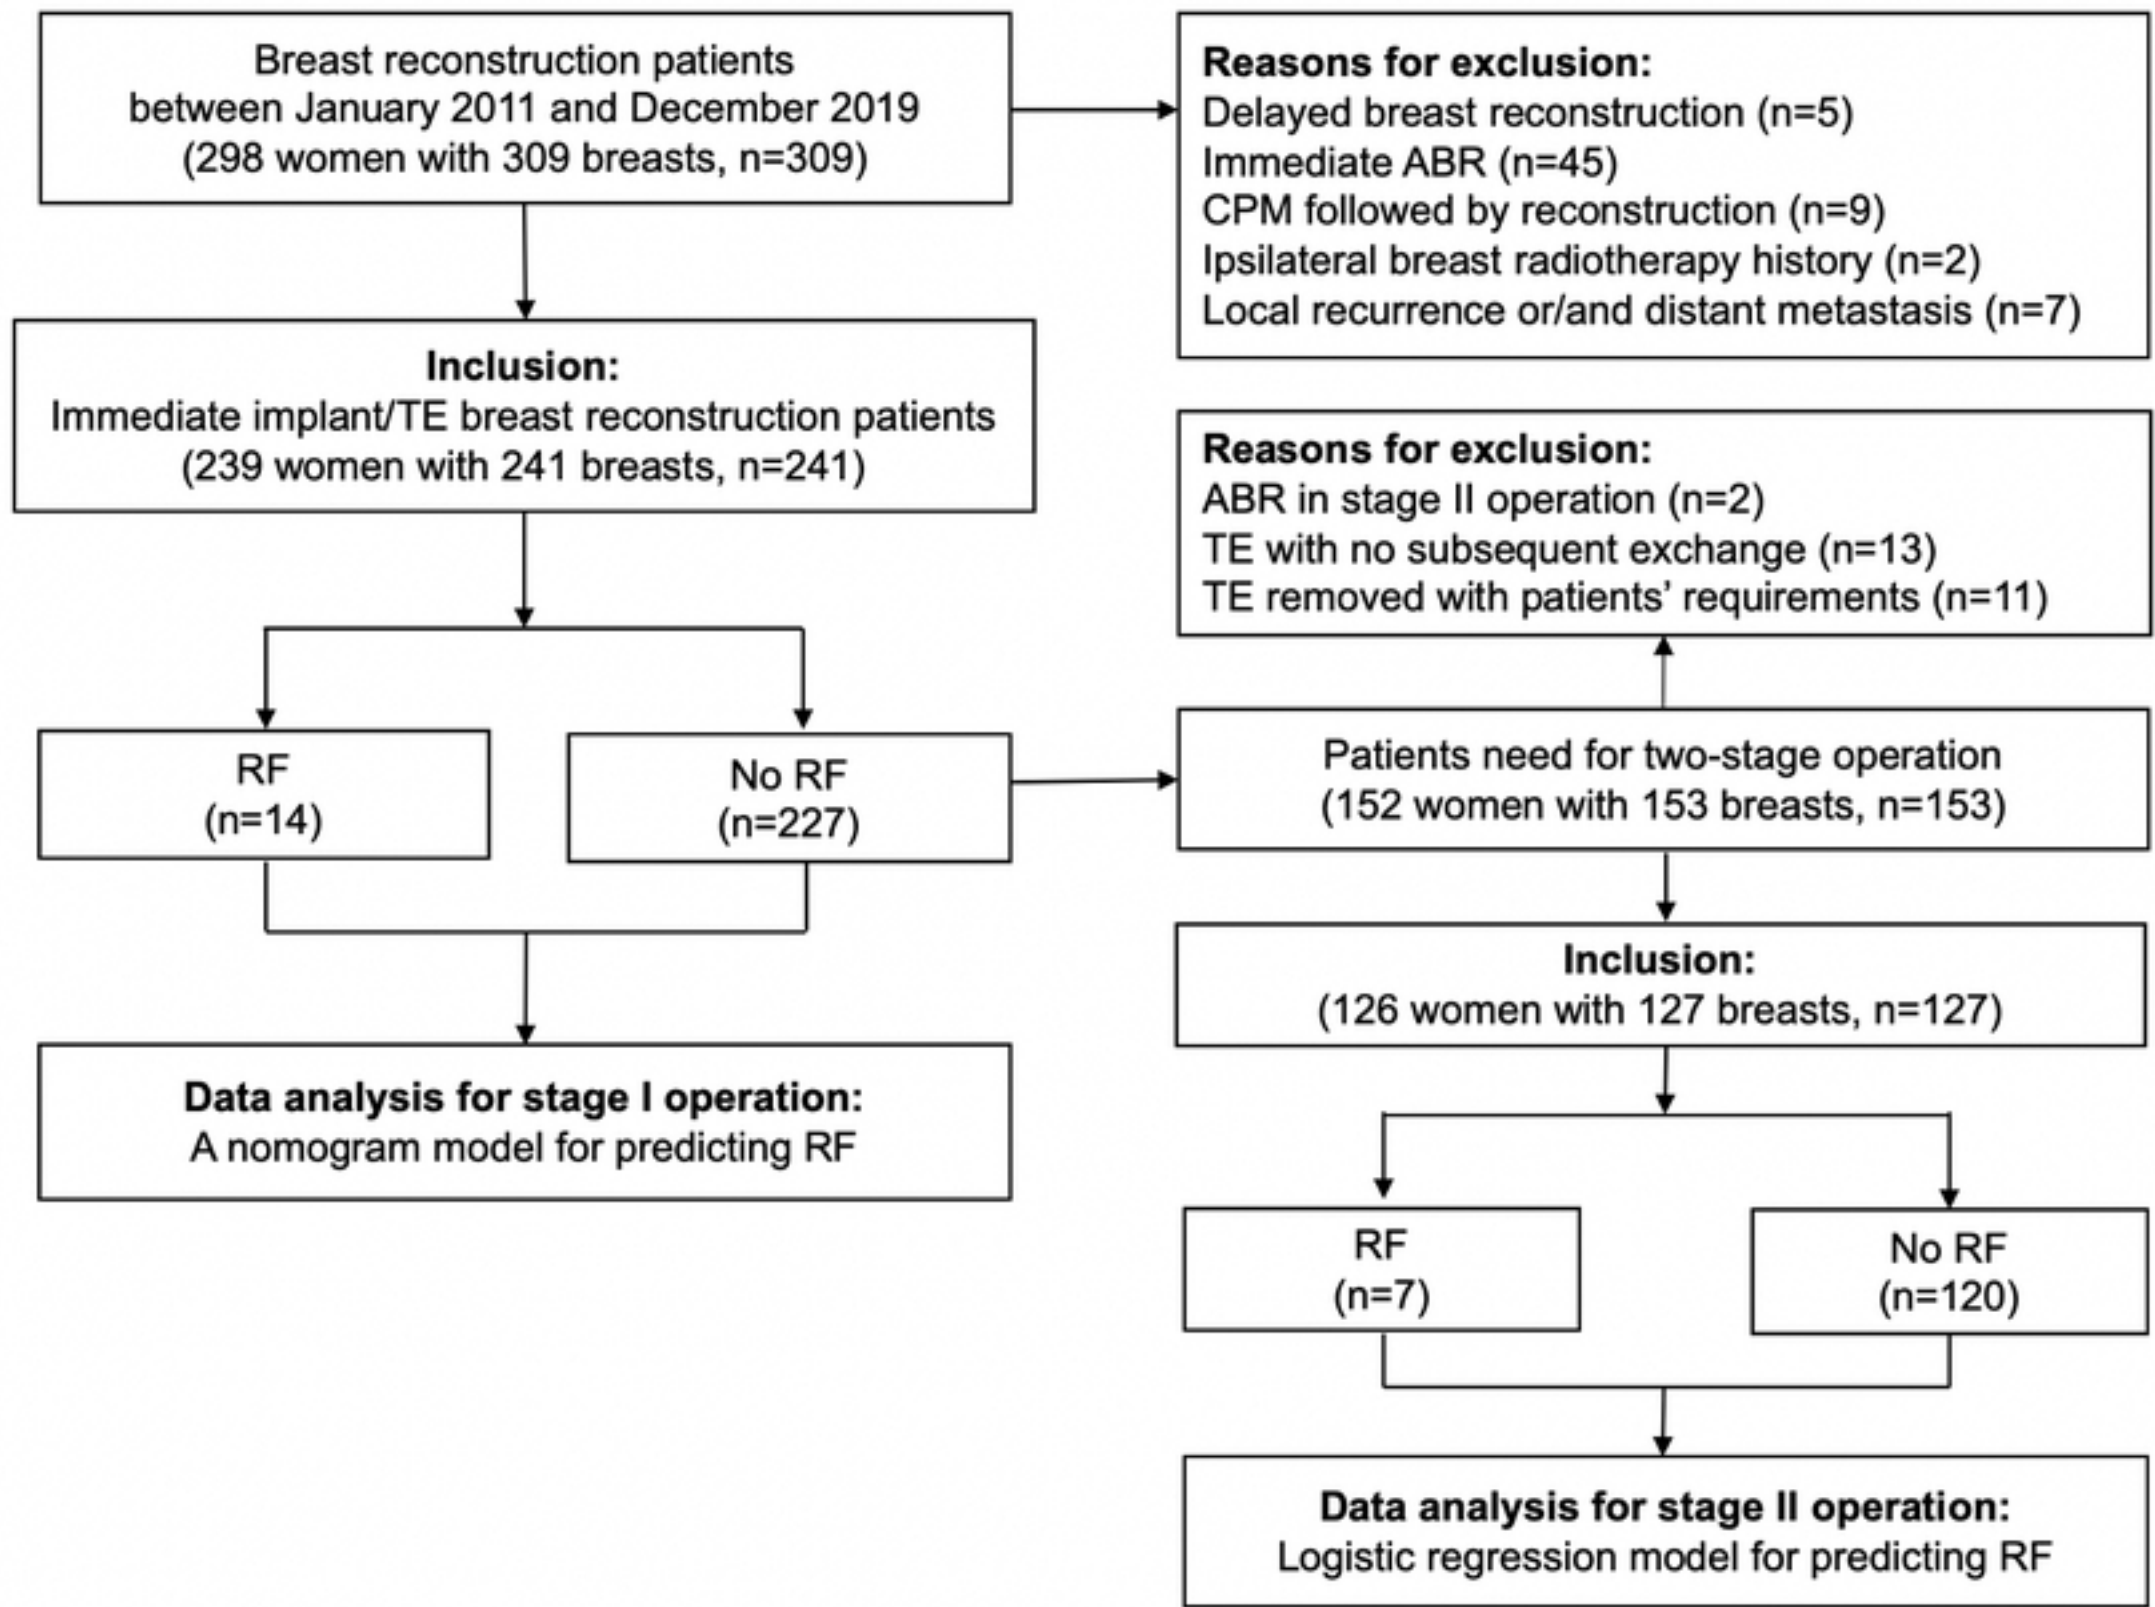 Breast reconstruction patients
between January 2011 and December 2019
(298 women with 309 breasts, n=309)
Reasons for exclusion:
Delayed breast reconstruction (n=5)
Immediate ABR (n=45)
CPM followed by reconstruction (n=9)
Ipsilateral breast radiotherapy history (n=2)
Local recurrence or/and distant metastasis (n=7)
Inclusion:
Immediate implant/TE breast reconstruction patients
(239 women with 241 breasts, n=241)
Reasons for exclusion:
ABR in stage II operation (n=2)
TE with no subsequent exchange (n=13)
TE removed with patients’ requirements (n=11)
RF
(n=14)
No RF
(n=227)
Patients need for two-stage operation
(152 women with 153 breasts, n=153)
Inclusion:
(126 women with 127 breasts, n=127)
Data analysis for stage I operation:
A nomogram model for predicting RF
RF
(n=7)
No RF
(n=120)
Data analysis for stage II operation:
Logistic regression model for predicting RF